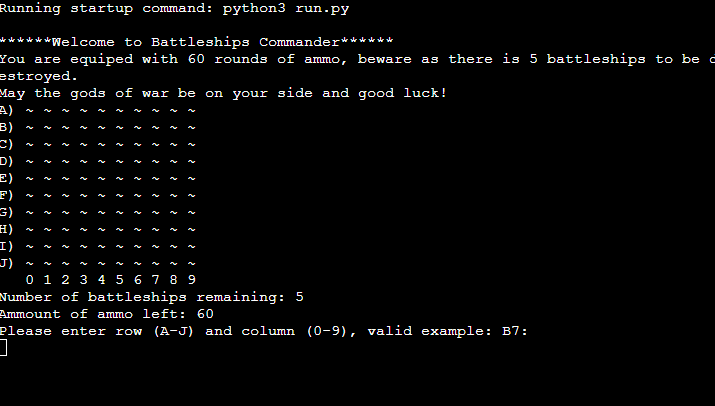 Running startup command: python3 run.py
******Welcome to Battleships Commander******
You are equiped with 60 rounds of ammo, beware as there is 5 battleships to be d
estroyed.
May the gods of war be on your side and good luck!
A) ~ ~ ~ ~ ~ ~ ~ ~ ~ ~
B) ~ ~ ~ ~ ~ ~ ~ ~ ~ ~
C) ~ ~ ~ ~ ~ ~ ~ ~ ~ ~
D) ~ ~ ~ ~ ~ ~ ~ ~ ~ ~
E) ~ ~ ~ ~ ~ ~ ~ ~ ~ ~
F) ~ ~ ~ ~ ~ ~ ~ ~ ~ ~
G) ~ ~ ~ ~ ~ ~ ~ ~ ~ ~
H) ~ ~ ~ ~ ~ ~ ~ ~ ~ ~
I) ~ ~ ~ ~ ~ ~ ~ ~ ~ ~
J) ~ ~ ~ ~ ~ ~ ~ ~ ~ ~
0 1 2 3 4 5 6 7 8 9
Number of battleships remaining: 5
Ammount of ammo left: 60
Please enter row (A-J) and column (0-9), valid example: B7: